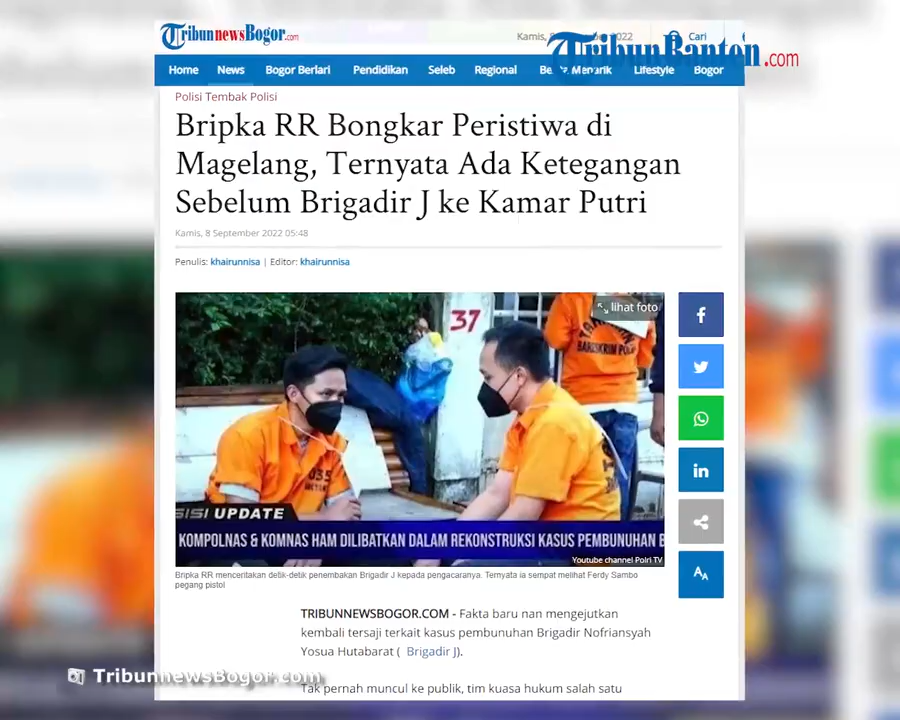 TribunnewsBogor.com
Kamis, 8 2022
Cari
TribunBanten.com
Home News Bogor Berlari Pendidikan Seleb Regional Lifestyle Bogor
Polisi Tembak Polisi
Bripka RR Bongkar Peristiwa di
Magelang, Ternyata Ada Ketegangan
Sebelum Brigadir J ke Kamar Putri
Kamis, 8 September 2022 05:48
Penulis: khairunnisa | Editor: khairunnisa
lihat foto
37
BARESKRIM POLRI
035
SISI UPDATE
KOMPOLNAS & KOMNAS HAM DILIBATKAN DALAM REKONSTRUKSI KASUS PEMBUNUHAN B
Youtube channel Polri TV
Bripka RR menceritakan detik-detik penembakan Brigadir J kepada pengacaranya. Ternyata ia sempat melihat Ferdy Sambo
pegang pistol
TRIBUNNEWSBOGOR.COM - Fakta baru nan mengejutkan
kembali tersaji terkait kasus pembunuhan Brigadir Nofriansyah
Yosua Hutabarat ( Brigadir J).
TribunnewsBogor.com
Tak pernah muncul ke publik, tim kuasa hukum salah satu